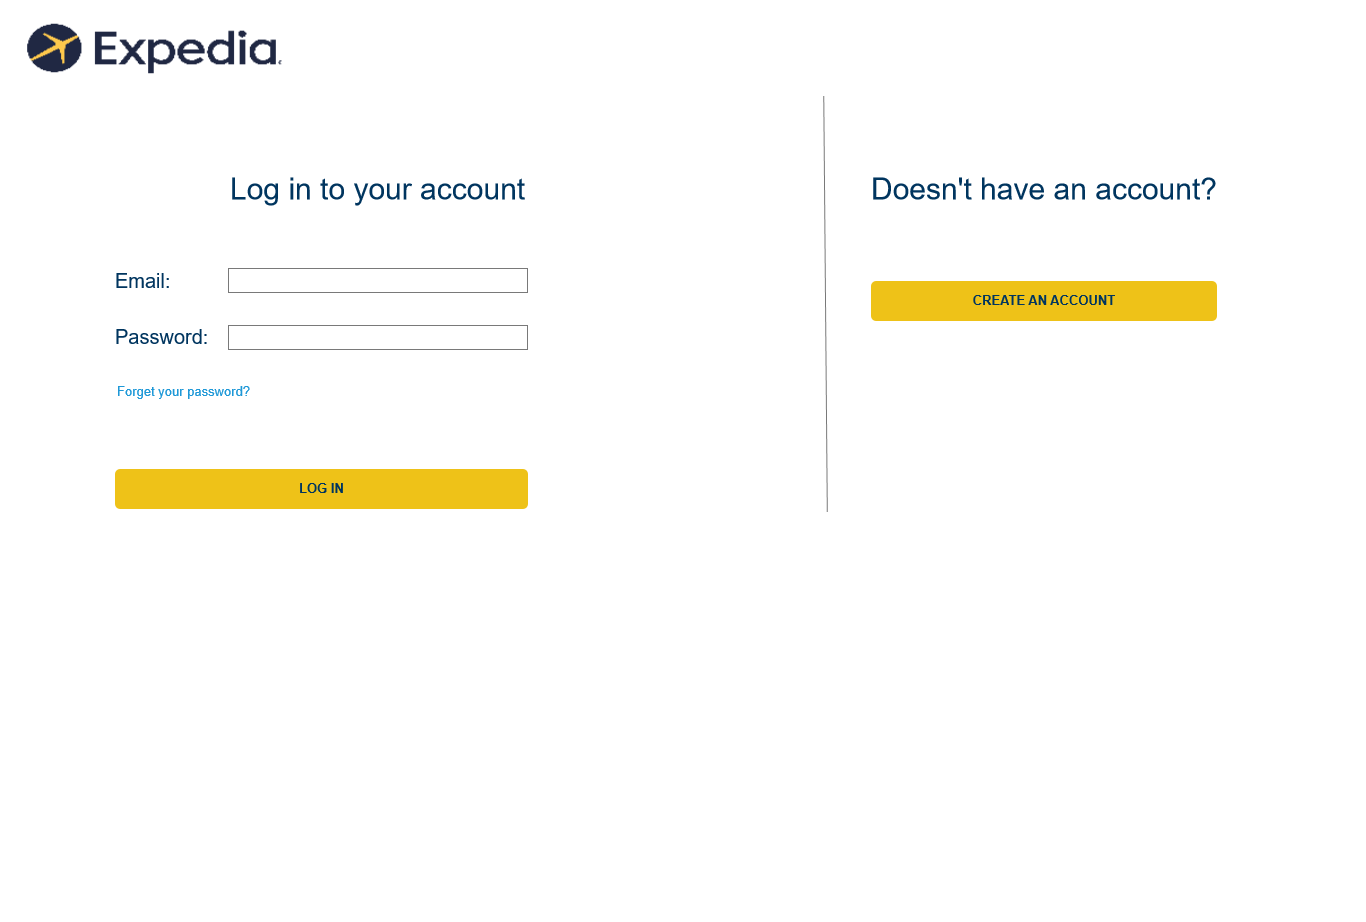 Expedia
Log in to your account
Email:
Password:
Forget your password?
LOG IN
Doesn't have an account?
CREATE AN ACCOUNT